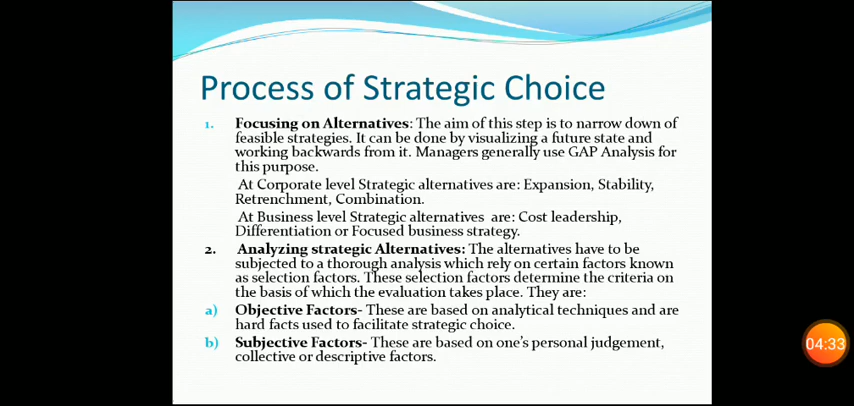 Process of Strategic Choice
1. Focusing on Alternatives: The aim of this step is to narrow down of
feasible strategies. It can be done by visualizing a future state and
working backwards from it. Managers generally use GAP Analysis for
this purpose.
At Corporate level Strategic alternatives are: Expansion, Stability,
Retrenchment, Combination.
At Business level Strategic alternatives are: Cost leadership,
Differentiation or Focused business strategy.
2. Analyzing strategic Alternatives: The alternatives have to be
subjected to a thorough analysis which rely on certain factors known
as selection factors. These selection factors determine the criteria on
the basis of which the evaluation takes place. They are:
a) Objective Factors- These are based on analytical techniques and are
hard facts used to facilitate strategic choice.
b) Subjective Factors- These are based on one's personal judgement,
collective or descriptive factors.
04:33